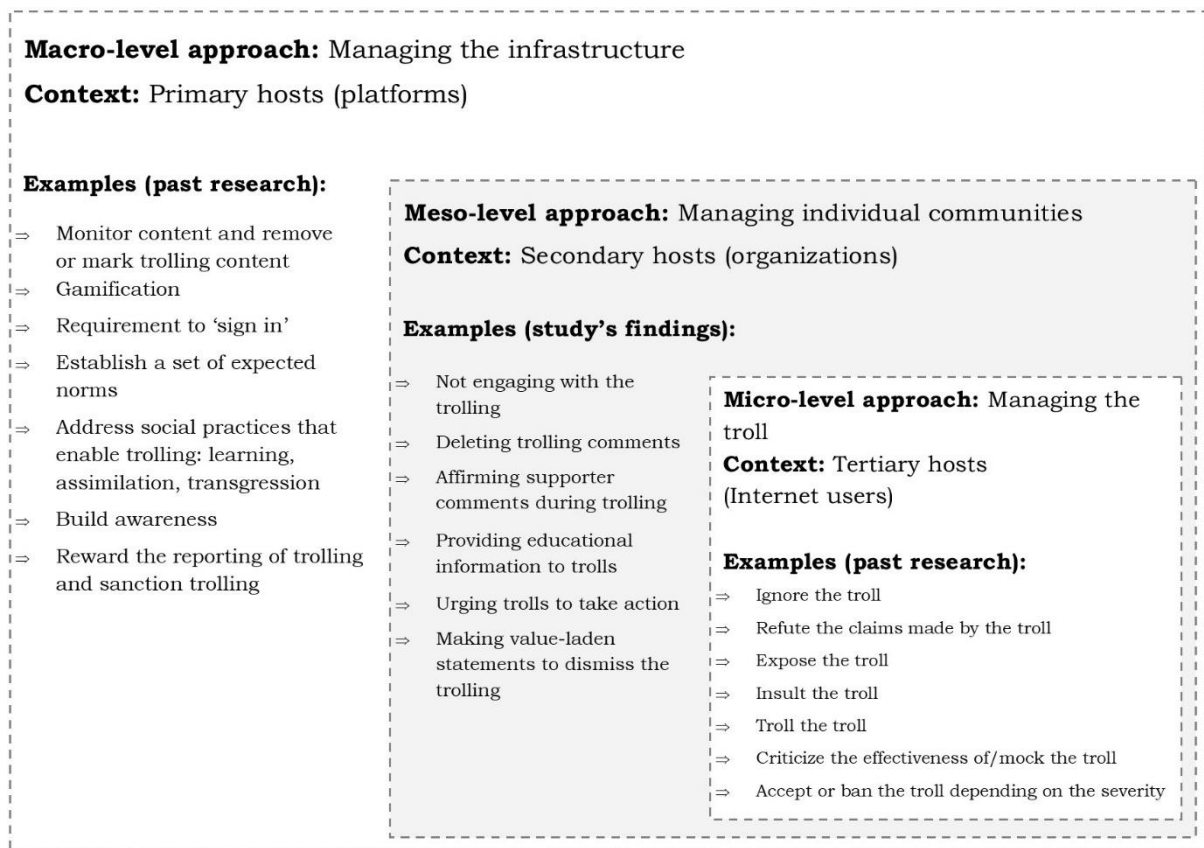 Macro-level approach: Managing the infrastructure
Context: Primary hosts (platforms)
Examples (past research):
⇒ Monitor content and remove
or mark trolling content
⇒ Gamification
⇒ Requirement to ‘sign in’
⇒ Establish a set of expected
norms
⇒ Address social practices that
enable trolling: learning,
assimilation, transgression
⇒ Build awareness
⇒ Reward the reporting of trolling
and sanction trolling
Meso-level approach: Managing individual communities
Context: Secondary hosts (organizations)
Examples (study’s findings):
⇒ Not engaging with the
trolling
⇒ Deleting trolling comments
⇒ Affirming supporter
comments during trolling
⇒ Providing educational
information to trolls
⇒ Urging trolls to take action
⇒ Making value-laden
statements to dismiss the
trolling
Micro-level approach: Managing the
troll
Context: Tertiary hosts
(Internet users)
Examples (past research):
⇒ Ignore the troll
⇒ Refute the claims made by the troll
⇒ Expose the troll
⇒ Insult the troll
⇒ Troll the troll
⇒ Criticize the effectiveness of/mock the troll
⇒ Accept or ban the troll depending on the severity